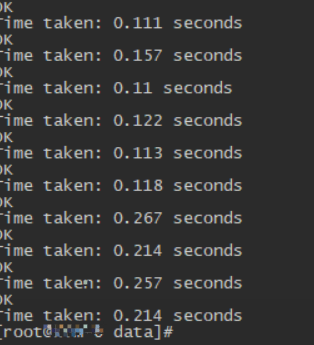 OK
Time taken: 0.111 seconds
OK
Time taken: 0.157 seconds
OK
Time taken: 0.11 seconds
OK
Time taken: 0.122 seconds
OK
Time taken: 0.113 seconds
OK
Time taken: 0.118 seconds
OK
Time taken: 0.267 seconds
OK
Time taken: 0.214 seconds
OK
Time taken: 0.257 seconds
OK
Time taken: 0.214 seconds
[root@ data]#